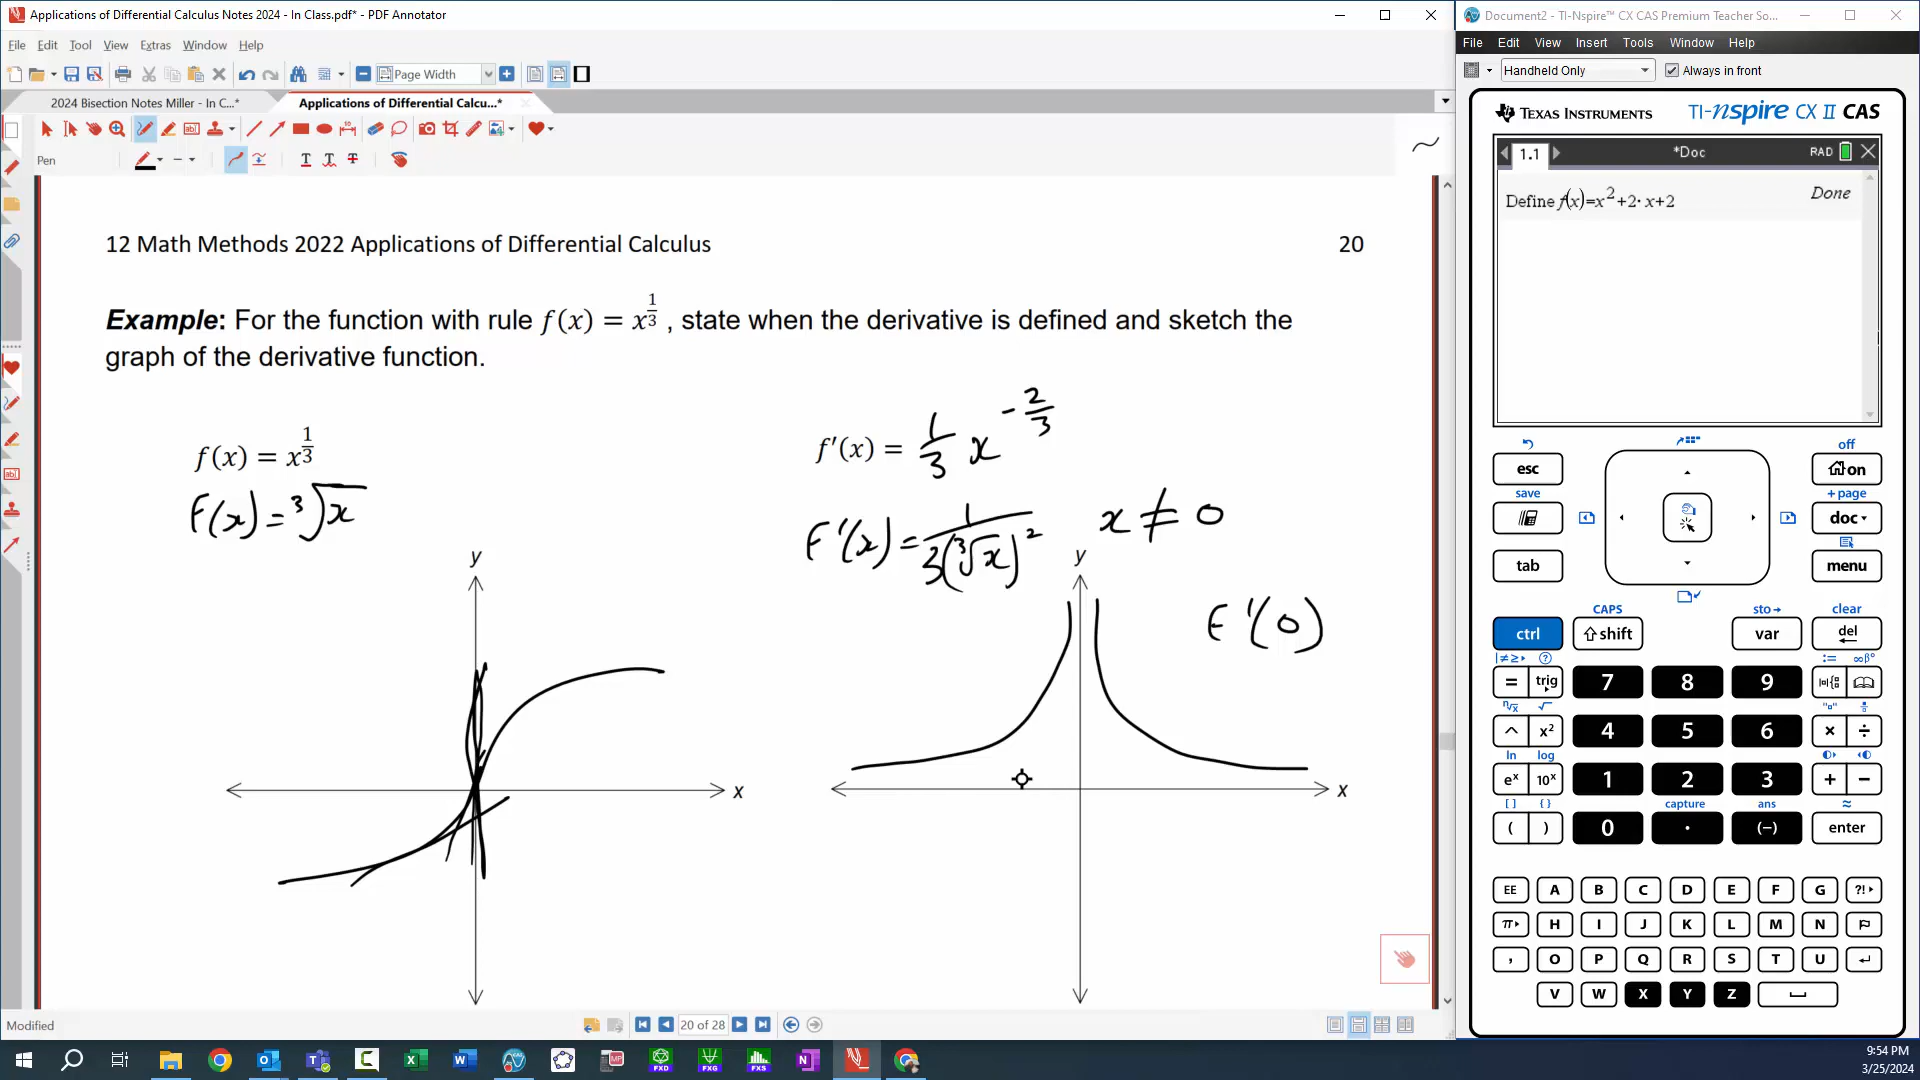 Applications of Differential Calculus Notes 2024 - In Class.pdf* - PDF Annotator
File Edit Tool View Extras Window Help
Page Width
2024 Bisection Notes Miller - In C...*
Applications of Differential Calcu...*
Pen
12 Math Methods 2022 Applications of Differential Calculus 20
Example: For the function with rule f(x) = x^(1/3) , state when the derivative is defined and sketch the
graph of the derivative function.
f(x) = x^(1/3)
f(x) = ³√x
f'(x) = 1/3 x^(-2/3)
f'(x) = 1/(3(³√x)²) x ≠ 0
f'(0)
y
x
y
x
Modified
20 of 28
Document2 - TI-Nspire™ CX CAS Premium Teacher So...
File Edit View Insert Tools Window Help
Handheld Only
Always in front
TEXAS INSTRUMENTS TI-nspire CX II CAS
1.1 *Doc RAD
Define f(x)=x²+2·x+2 Done
off
esc on
save + page
doc
tab menu
CAPS sto→ clear
ctrl shift var del
|≠≥▸ := ∞β°
= trig 7 8 9
ⁿ√x √ "▫"
^ x² 4 5 6 × ÷
ln log
eˣ 10ˣ 1 2 3 + −
[ ] { } capture ans ≈
( ) 0 . (−) enter
EE A B C D E F G ?!▸
π▸ H I J K L M N
, O P Q R S T U
V W X Y Z
FXD FXG FXS
9:54 PM
3/25/2024